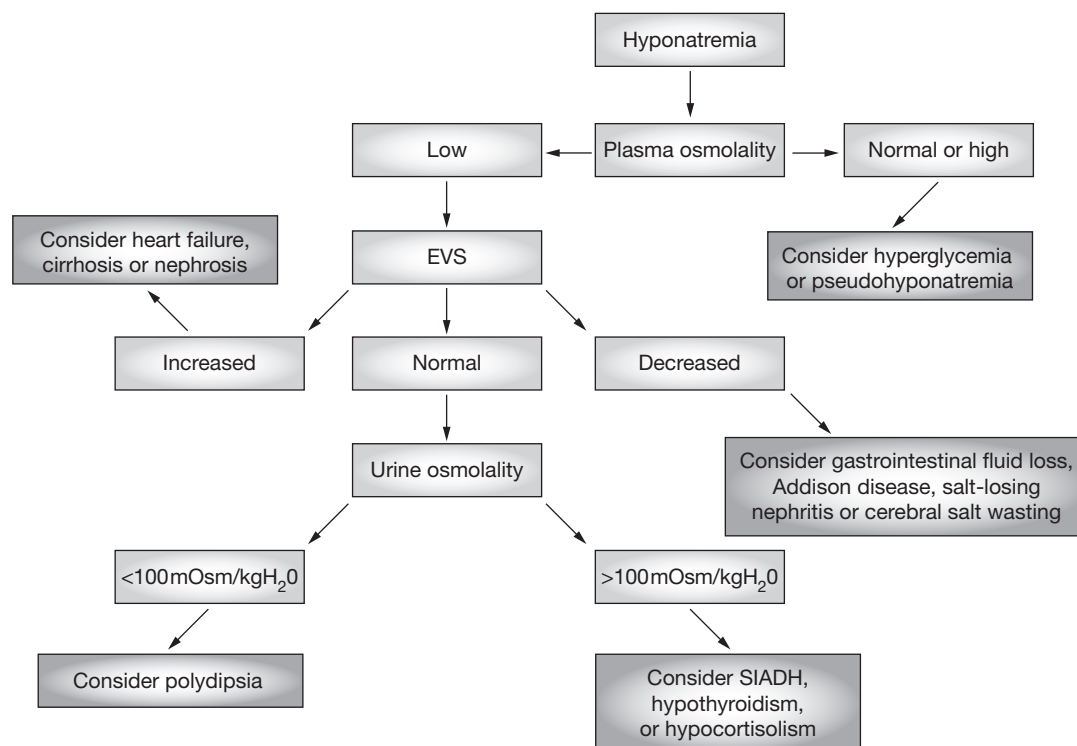 Hyponatremia
Low
Plasma osmolality
Normal or high
Consider heart failure,
cirrhosis or nephrosis
EVS
Consider hyperglycemia
or pseudohyponatremia
Increased
Normal
Decreased
Urine osmolality
Consider gastrointestinal fluid loss,
Addison disease, salt-losing
nephritis or cerebral salt wasting
<100mOsm/kgH₂0
>100mOsm/kgH₂0
Consider polydipsia
Consider SIADH,
hypothyroidism,
or hypocortisolism